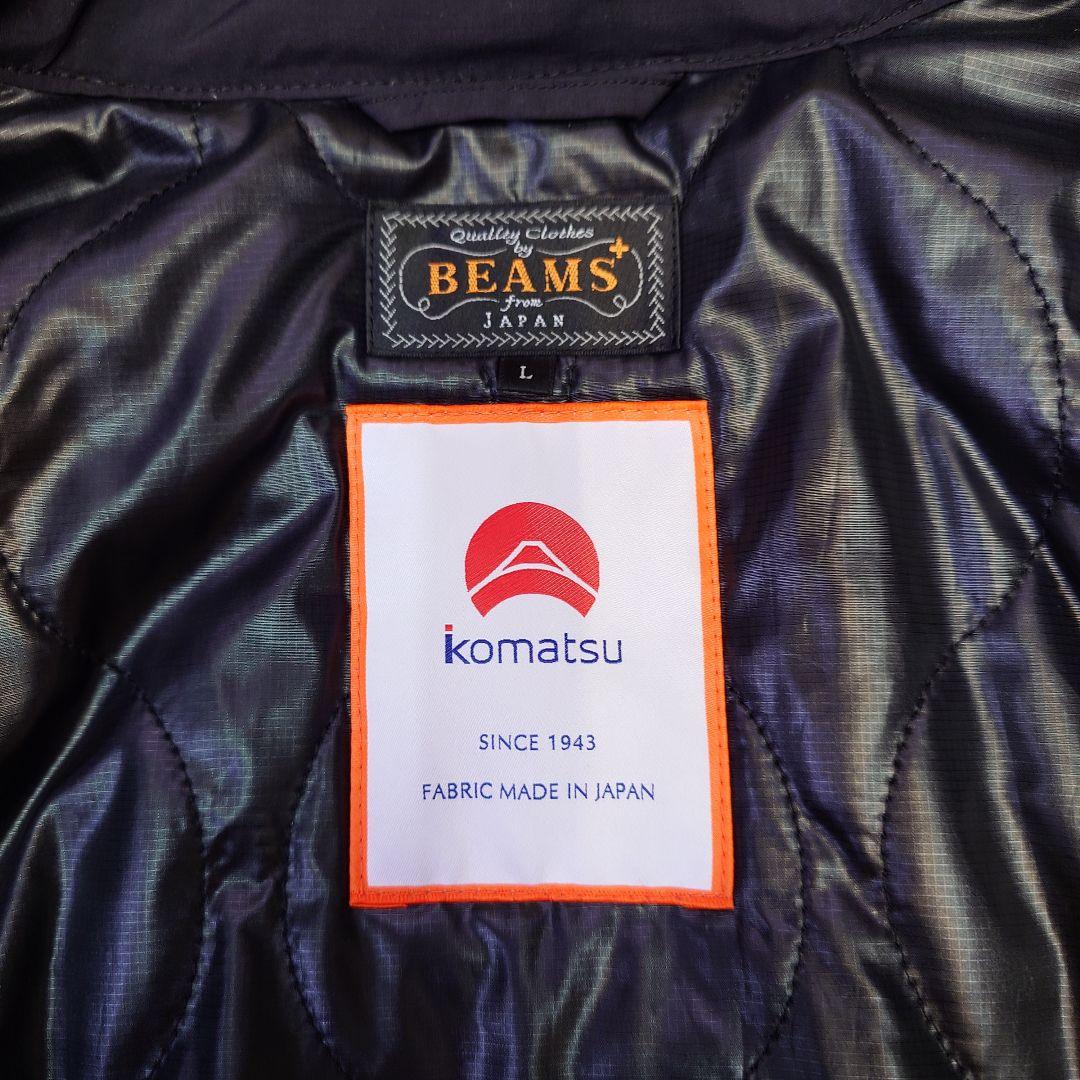 Quality Clothes
by
BEAMS+
from
JAPAN
L
komatsu
SINCE 1943
FABRIC MADE IN JAPAN